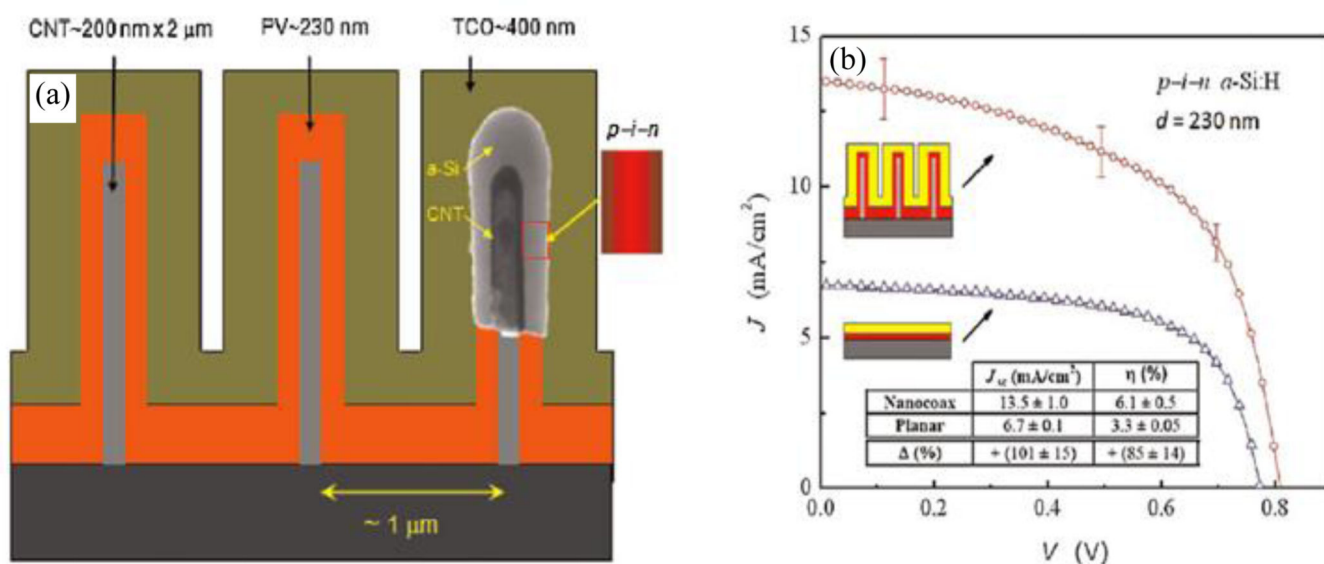 CNT~200 nm x 2 μm
PV~230 nm
TCO~400 nm
(a)
p–i–n
a-Si
CNT
~ 1 μm
(b)
p–i–n a-Si:H
d = 230 nm
J (mA/cm²)
15
10
5
0
0.0 0.2 0.4 0.6 0.8
V (V)
Jsc (mA/cm²) η (%)
Nanocoax 13.5 ± 1.0 6.1 ± 0.5
Planar 6.7 ± 0.1 3.3 ± 0.05
Δ (%) + (101 ± 15) + (85 ± 14)